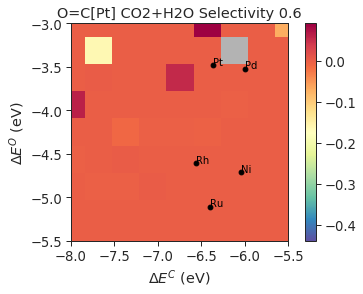 O=C[Pt] CO2+H2O Selectivity 0.6
−3.0
−3.5
−4.0
−4.5
−5.0
−5.5
ΔE^O (eV)
Pt
Pd
Rh
Ni
Ru
−8.0 −7.5 −7.0 −6.5 −6.0 −5.5
ΔE^C (eV)
0.0
−0.1
−0.2
−0.3
−0.4